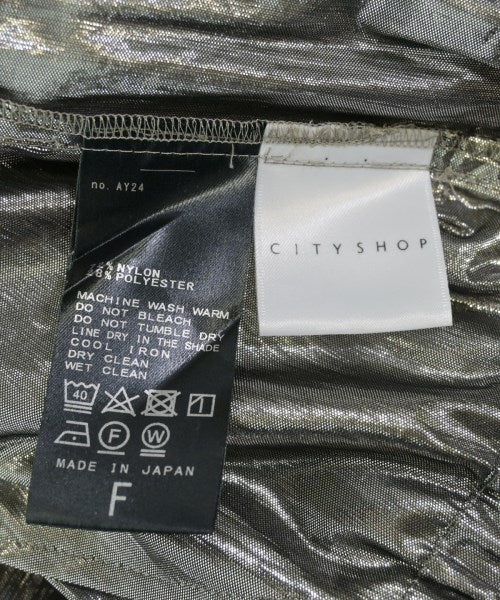 no. AY24
% NYLON
% POLYESTER
MACHINE WASH WARM
DO NOT BLEACH
DO NOT TUMBLE DRY
LINE DRY IN THE SHADE
COOL IRON
DRY CLEAN
WET CLEAN
40
F W
MADE IN JAPAN
F
CITYSHOP